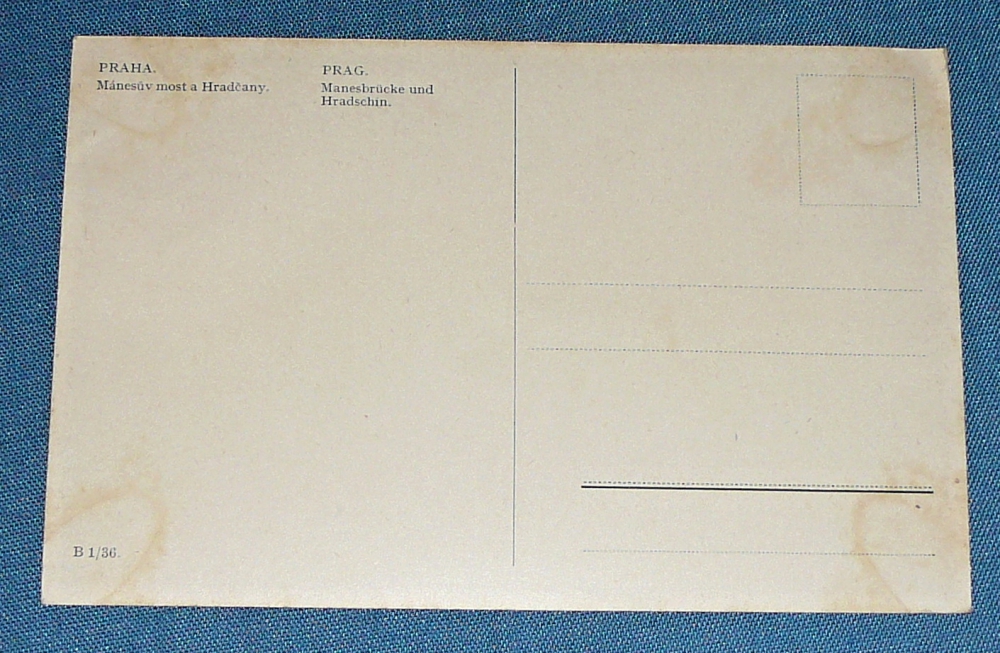 PRAHA.
Mánesův most a Hradčany.
PRAG.
Manesbrücke und
Hradschin.
B 1/36.